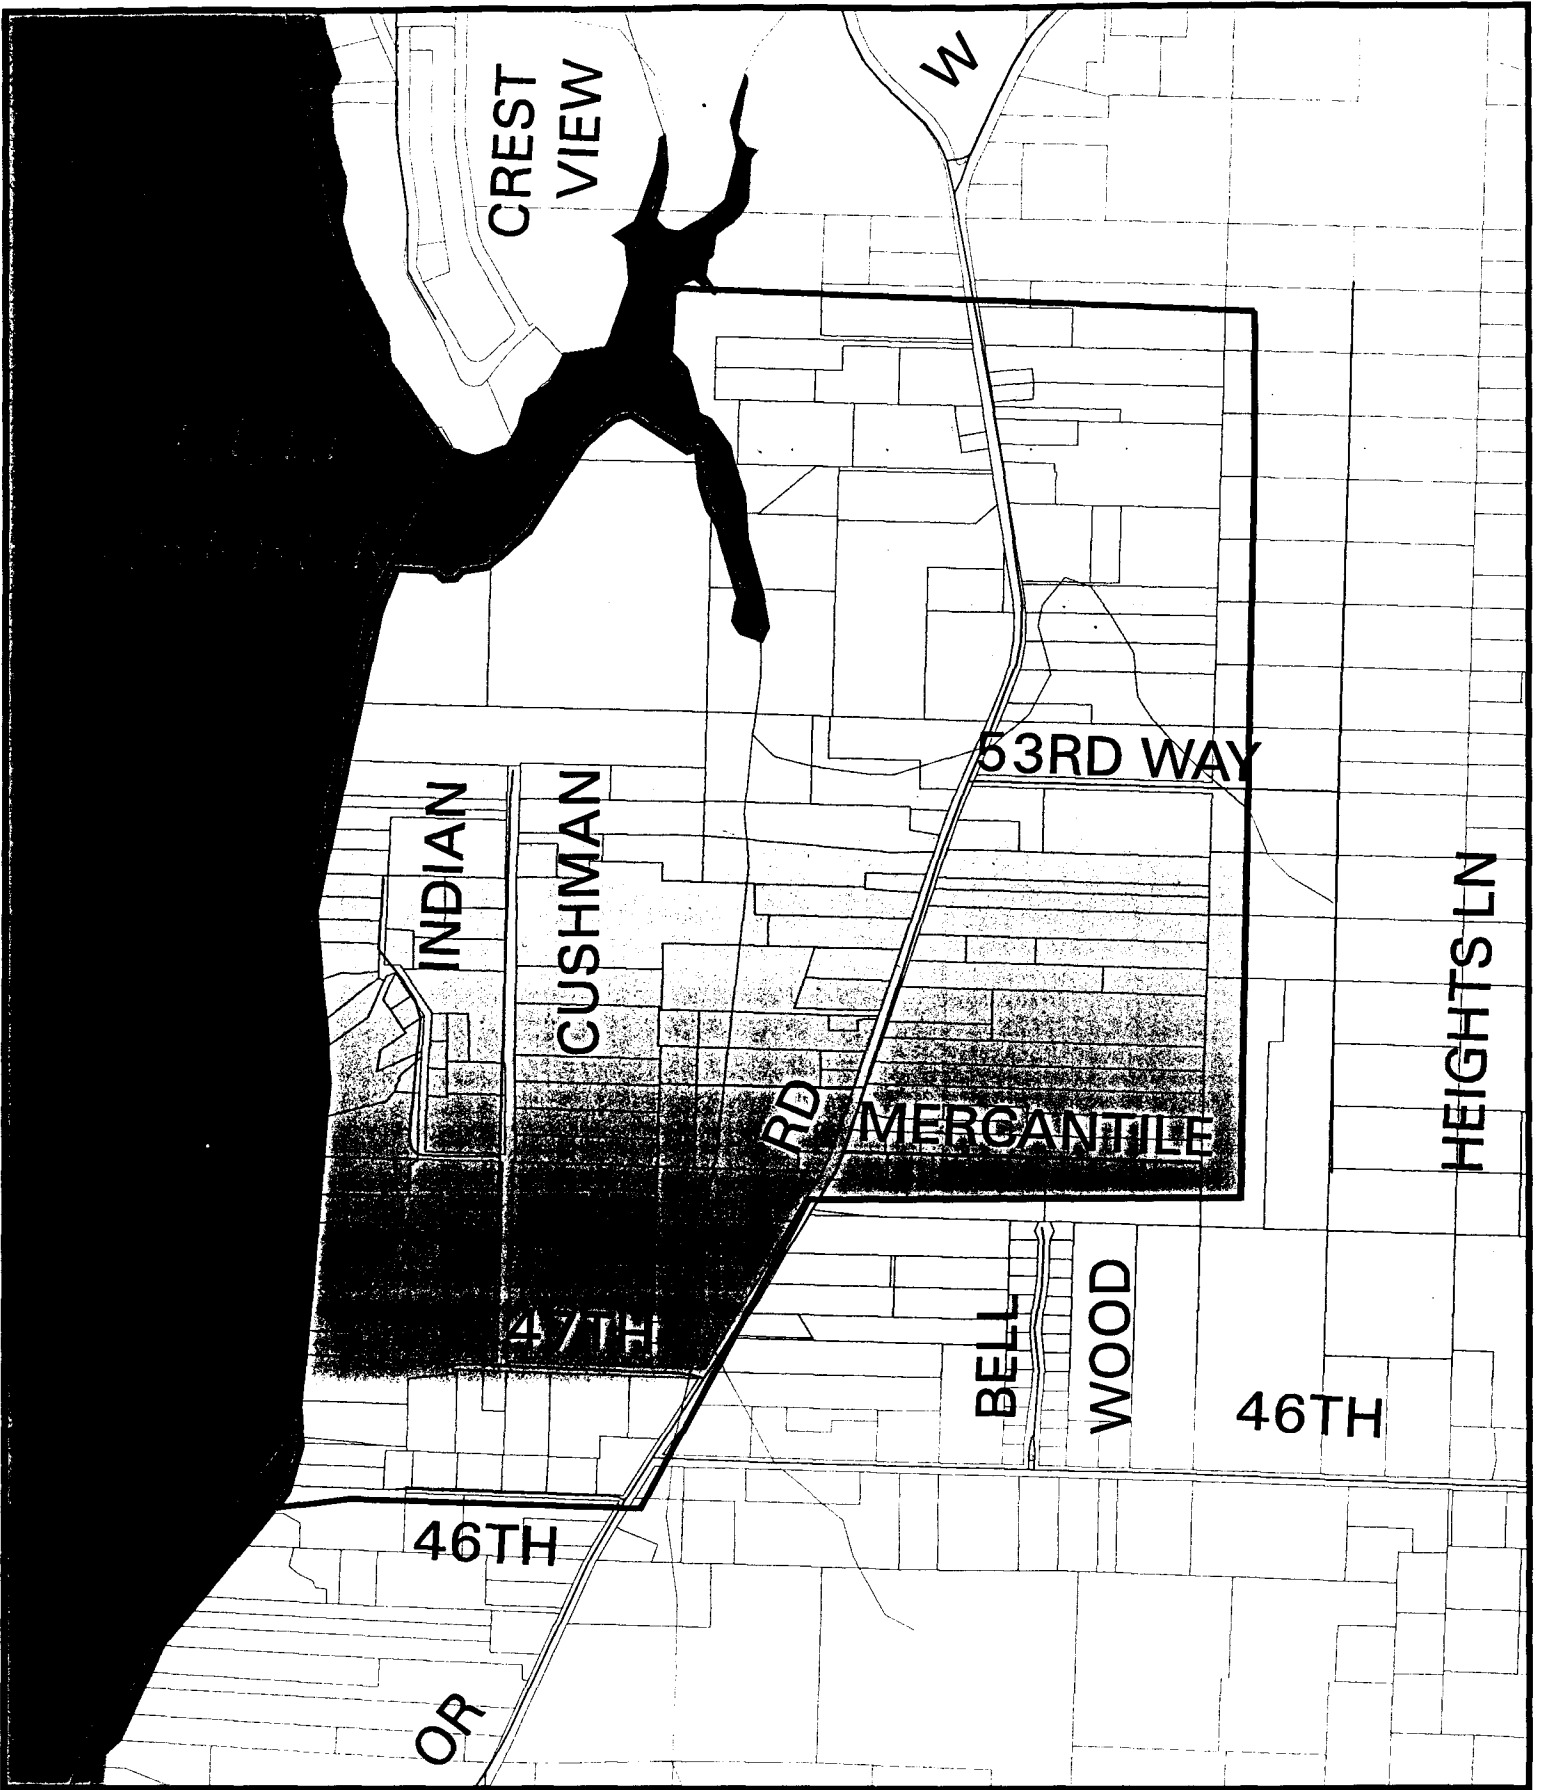 CREST
VIEW
W
53RD WAY
INDIAN
CUSHMAN
HEIGHTS LN
RD
MERCANTILE
47TH
BELL
WOOD
46TH
46TH
OR